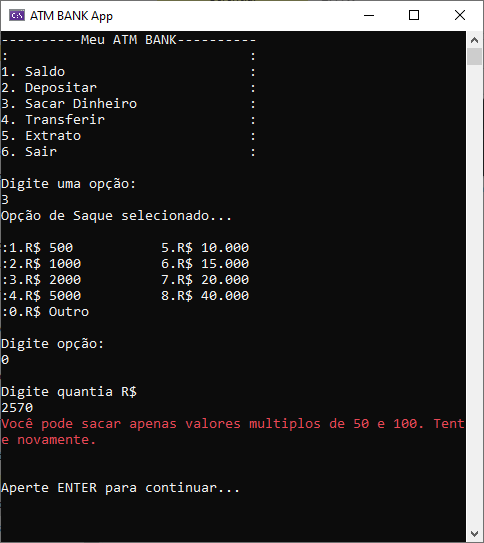 ATM BANK App
----------Meu ATM BANK----------
:                              :
1. Saldo                       :
2. Depositar                   :
3. Sacar Dinheiro              :
4. Transferir                  :
5. Extrato                     :
6. Sair                        :
Digite uma opção:
3
Opção de Saque selecionado...
:1.R$ 500           5.R$ 10.000
:2.R$ 1000          6.R$ 15.000
:3.R$ 2000          7.R$ 20.000
:4.R$ 5000          8.R$ 40.000
:0.R$ Outro
Digite opção:
0
Digite quantia R$
2570
Você pode sacar apenas valores multiplos de 50 e 100. Tent
e novamente.
Aperte ENTER para continuar...